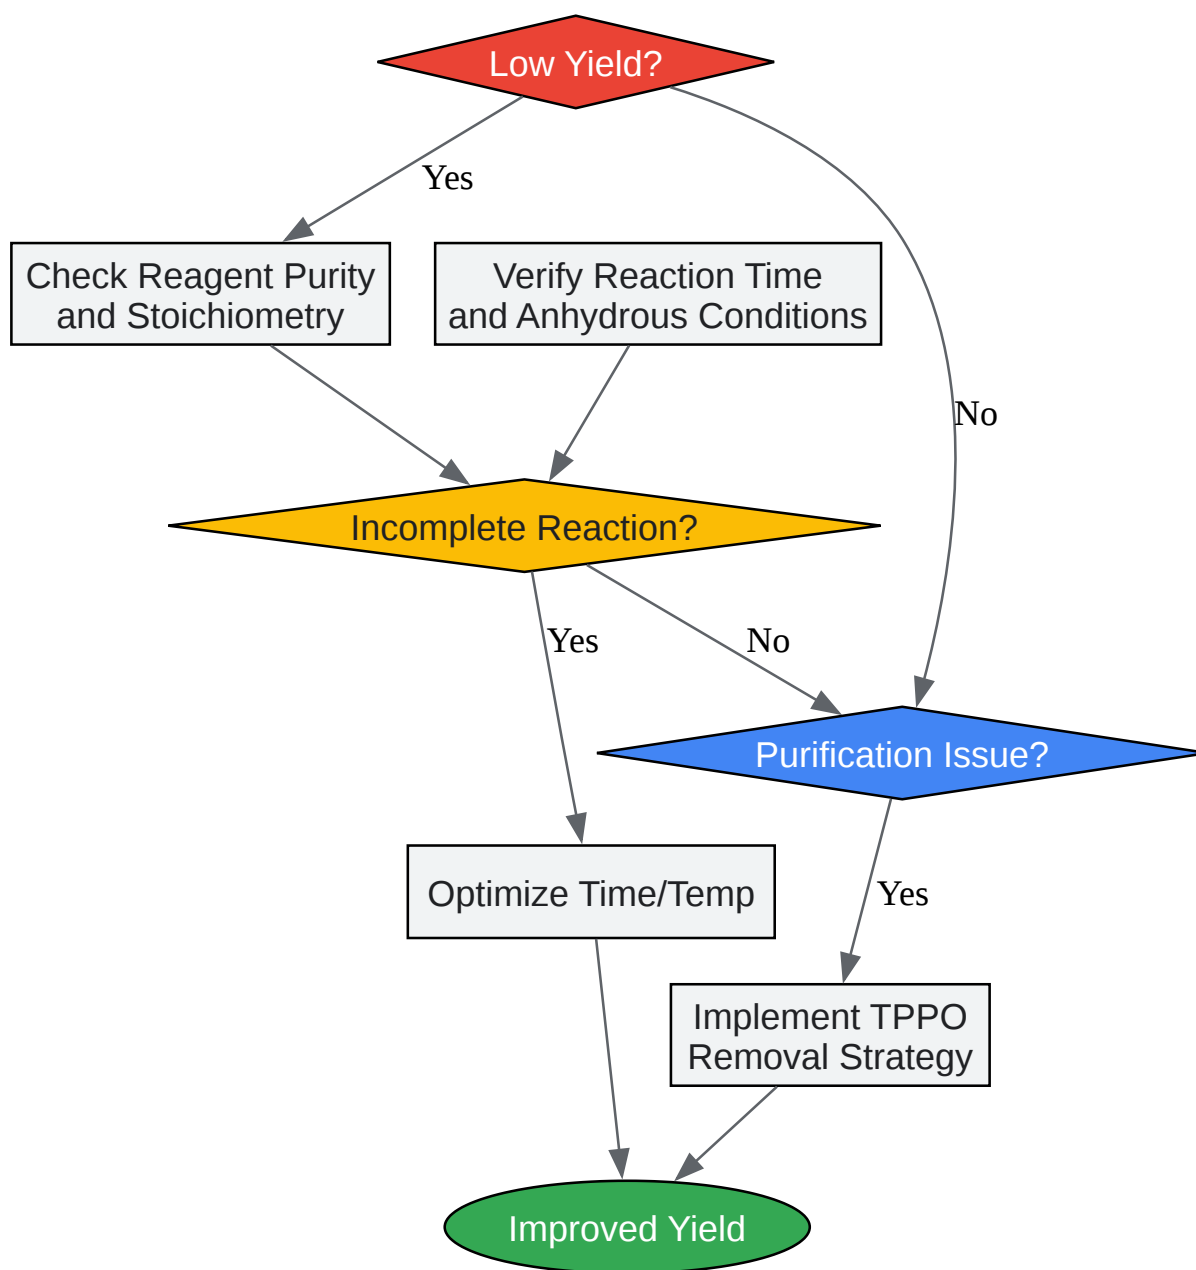 Low Yield?
Yes
Check Reagent Purity
and Stoichiometry
Verify Reaction Time
and Anhydrous Conditions
No
Incomplete Reaction?
Yes
No
Purification Issue?
Optimize Time/Temp
Yes
Implement TPPO
Removal Strategy
Improved Yield